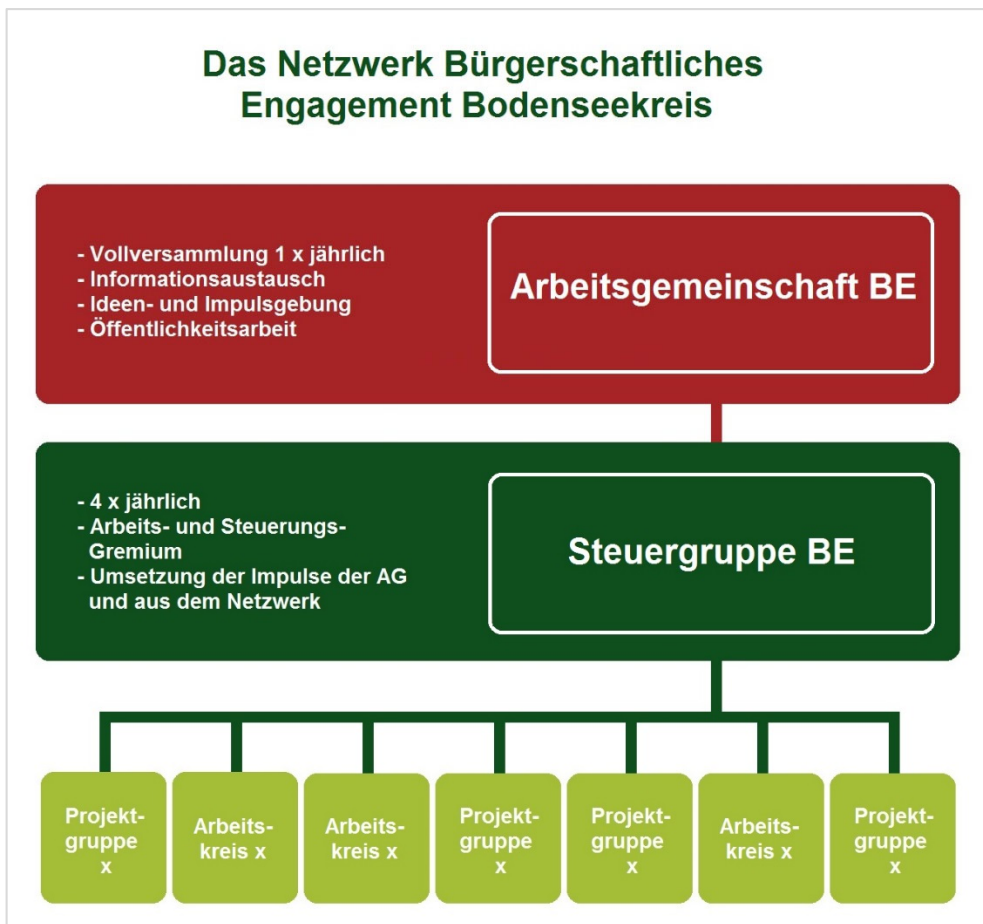 Das Netzwerk Bürgerschaftliches
Engagement Bodenseekreis
- Vollversammlung 1 x jährlich
- Informationsaustausch
- Ideen- und Impulsgebung
- Öffentlichkeitsarbeit
Arbeitsgemeinschaft BE
- 4 x jährlich
- Arbeits- und Steuerungs-
Gremium
- Umsetzung der Impulse der AG
und aus dem Netzwerk
Steuergruppe BE
Projekt-
gruppe
x
Arbeits-
kreis x
Arbeits-
kreis x
Projekt-
gruppe
x
Projekt-
gruppe
x
Arbeits-
kreis x
Projekt-
gruppe
x